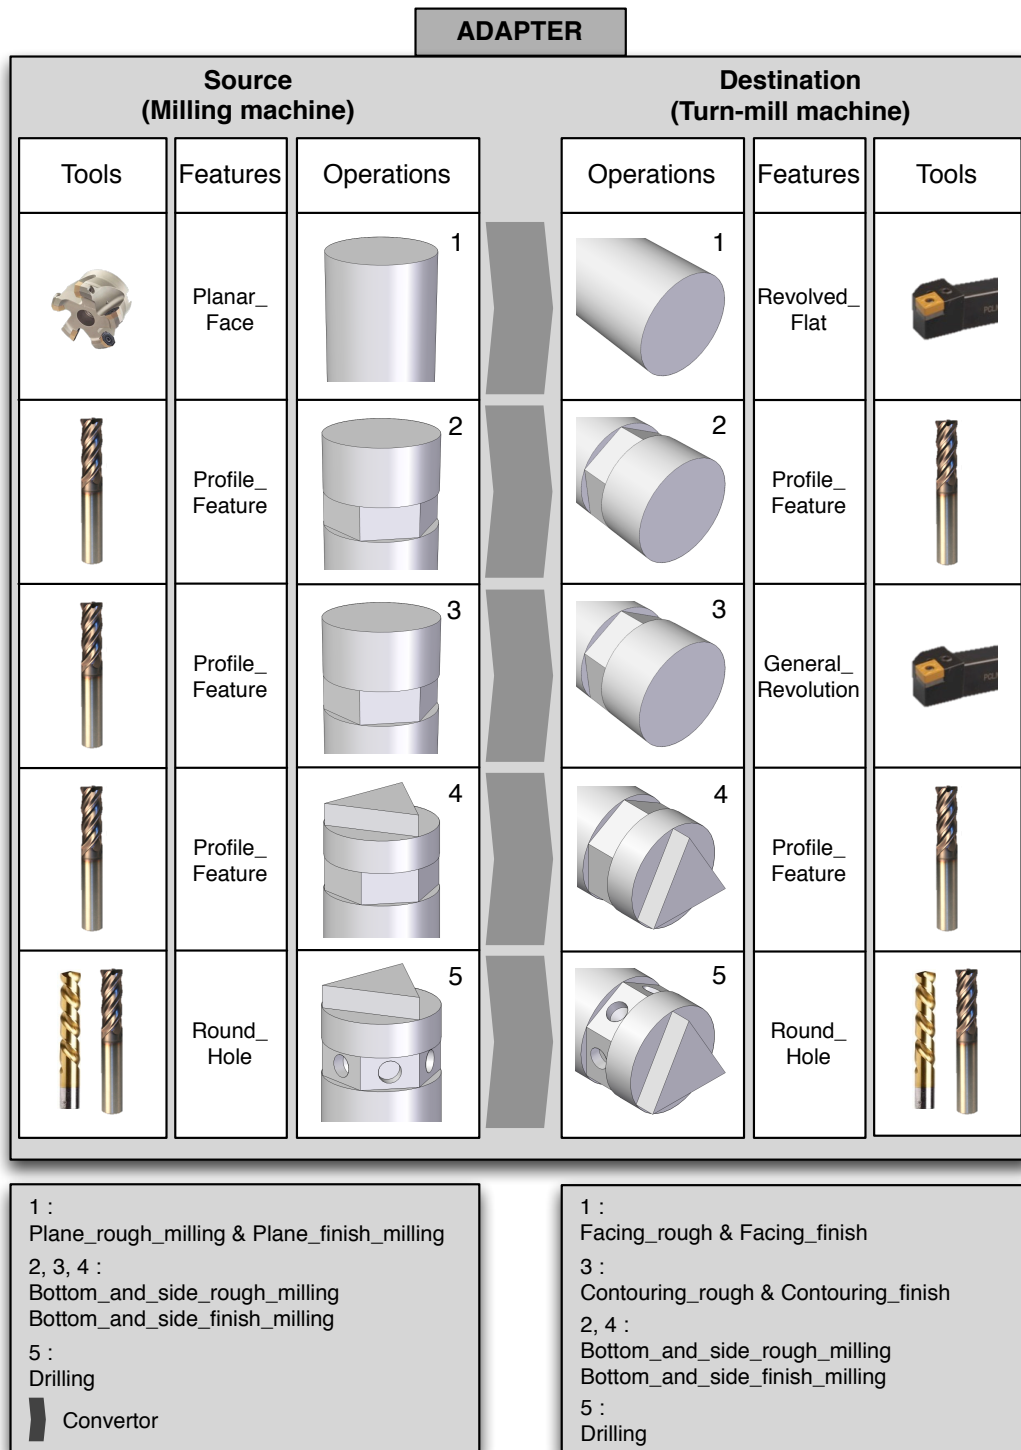 ADAPTER
Source
(Milling machine)
Destination
(Turn-mill machine)
Tools
Features
Operations
Operations
Features
Tools
1
Planar_
Face
1
Revolved_
Flat
2
Profile_
Feature
2
Profile_
Feature
3
Profile_
Feature
3
General_
Revolution
4
Profile_
Feature
4
Profile_
Feature
5
Round_
Hole
5
Round_
Hole
1 :
Plane_rough_milling & Plane_finish_milling
2, 3, 4 :
Bottom_and_side_rough_milling
Bottom_and_side_finish_milling
5 :
Drilling
Convertor
1 :
Facing_rough & Facing_finish
3 :
Contouring_rough & Contouring_finish
2, 4 :
Bottom_and_side_rough_milling
Bottom_and_side_finish_milling
5 :
Drilling